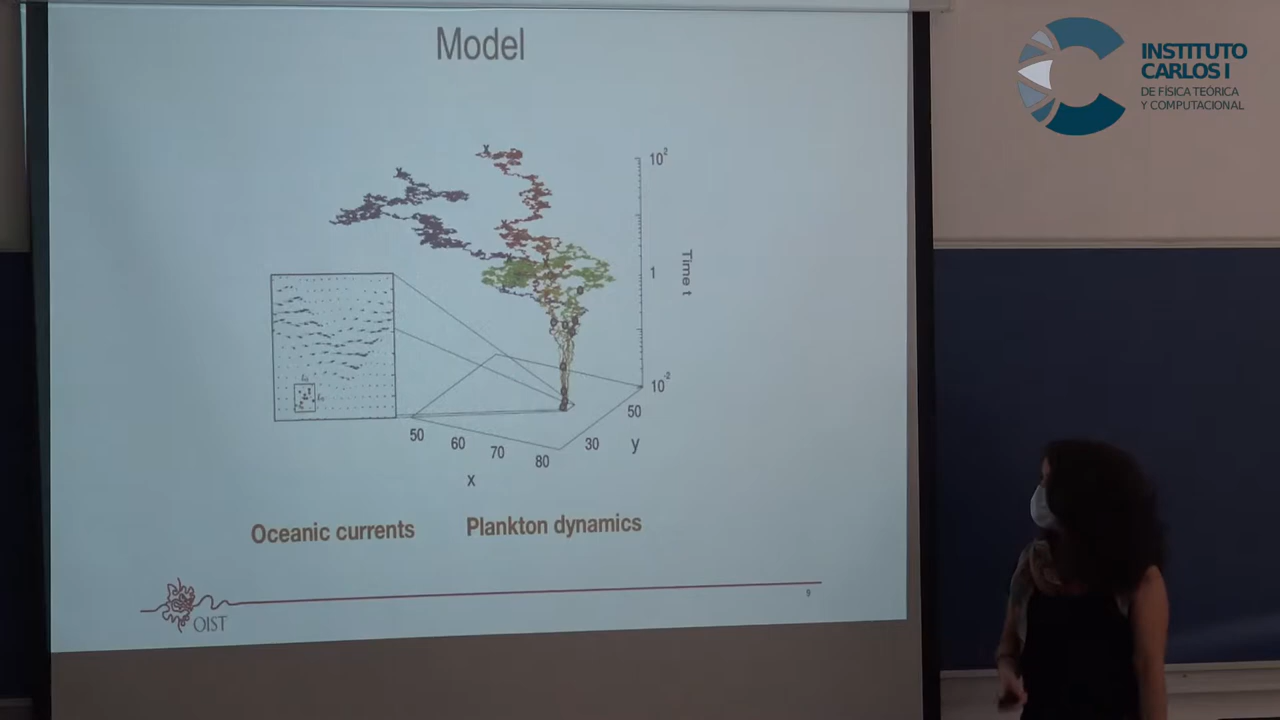 Model
INSTITUTO
CARLOS I
DE FÍSICA TEÓRICA
Y COMPUTACIONAL
10²
1
Time t
10⁻²
50
30
y
50
60
70
80
x
Oceanic currents
Plankton dynamics
9
OIST